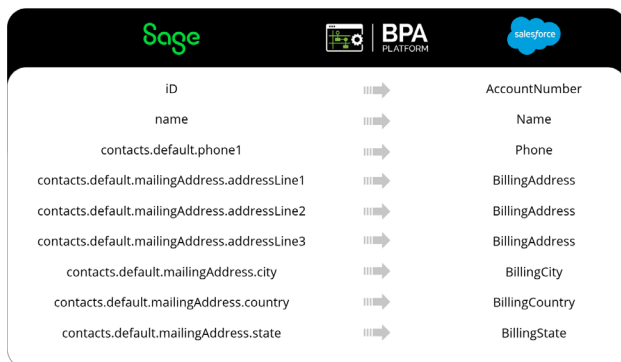 Sage BPA PLATFORM salesforce
iD AccountNumber
name Name
contacts.default.phone1 Phone
contacts.default.mailingAddress.addressLine1 BillingAddress
contacts.default.mailingAddress.addressLine2 BillingAddress
contacts.default.mailingAddress.addressLine3 BillingAddress
contacts.default.mailingAddress.city BillingCity
contacts.default.mailingAddress.country BillingCountry
contacts.default.mailingAddress.state BillingState